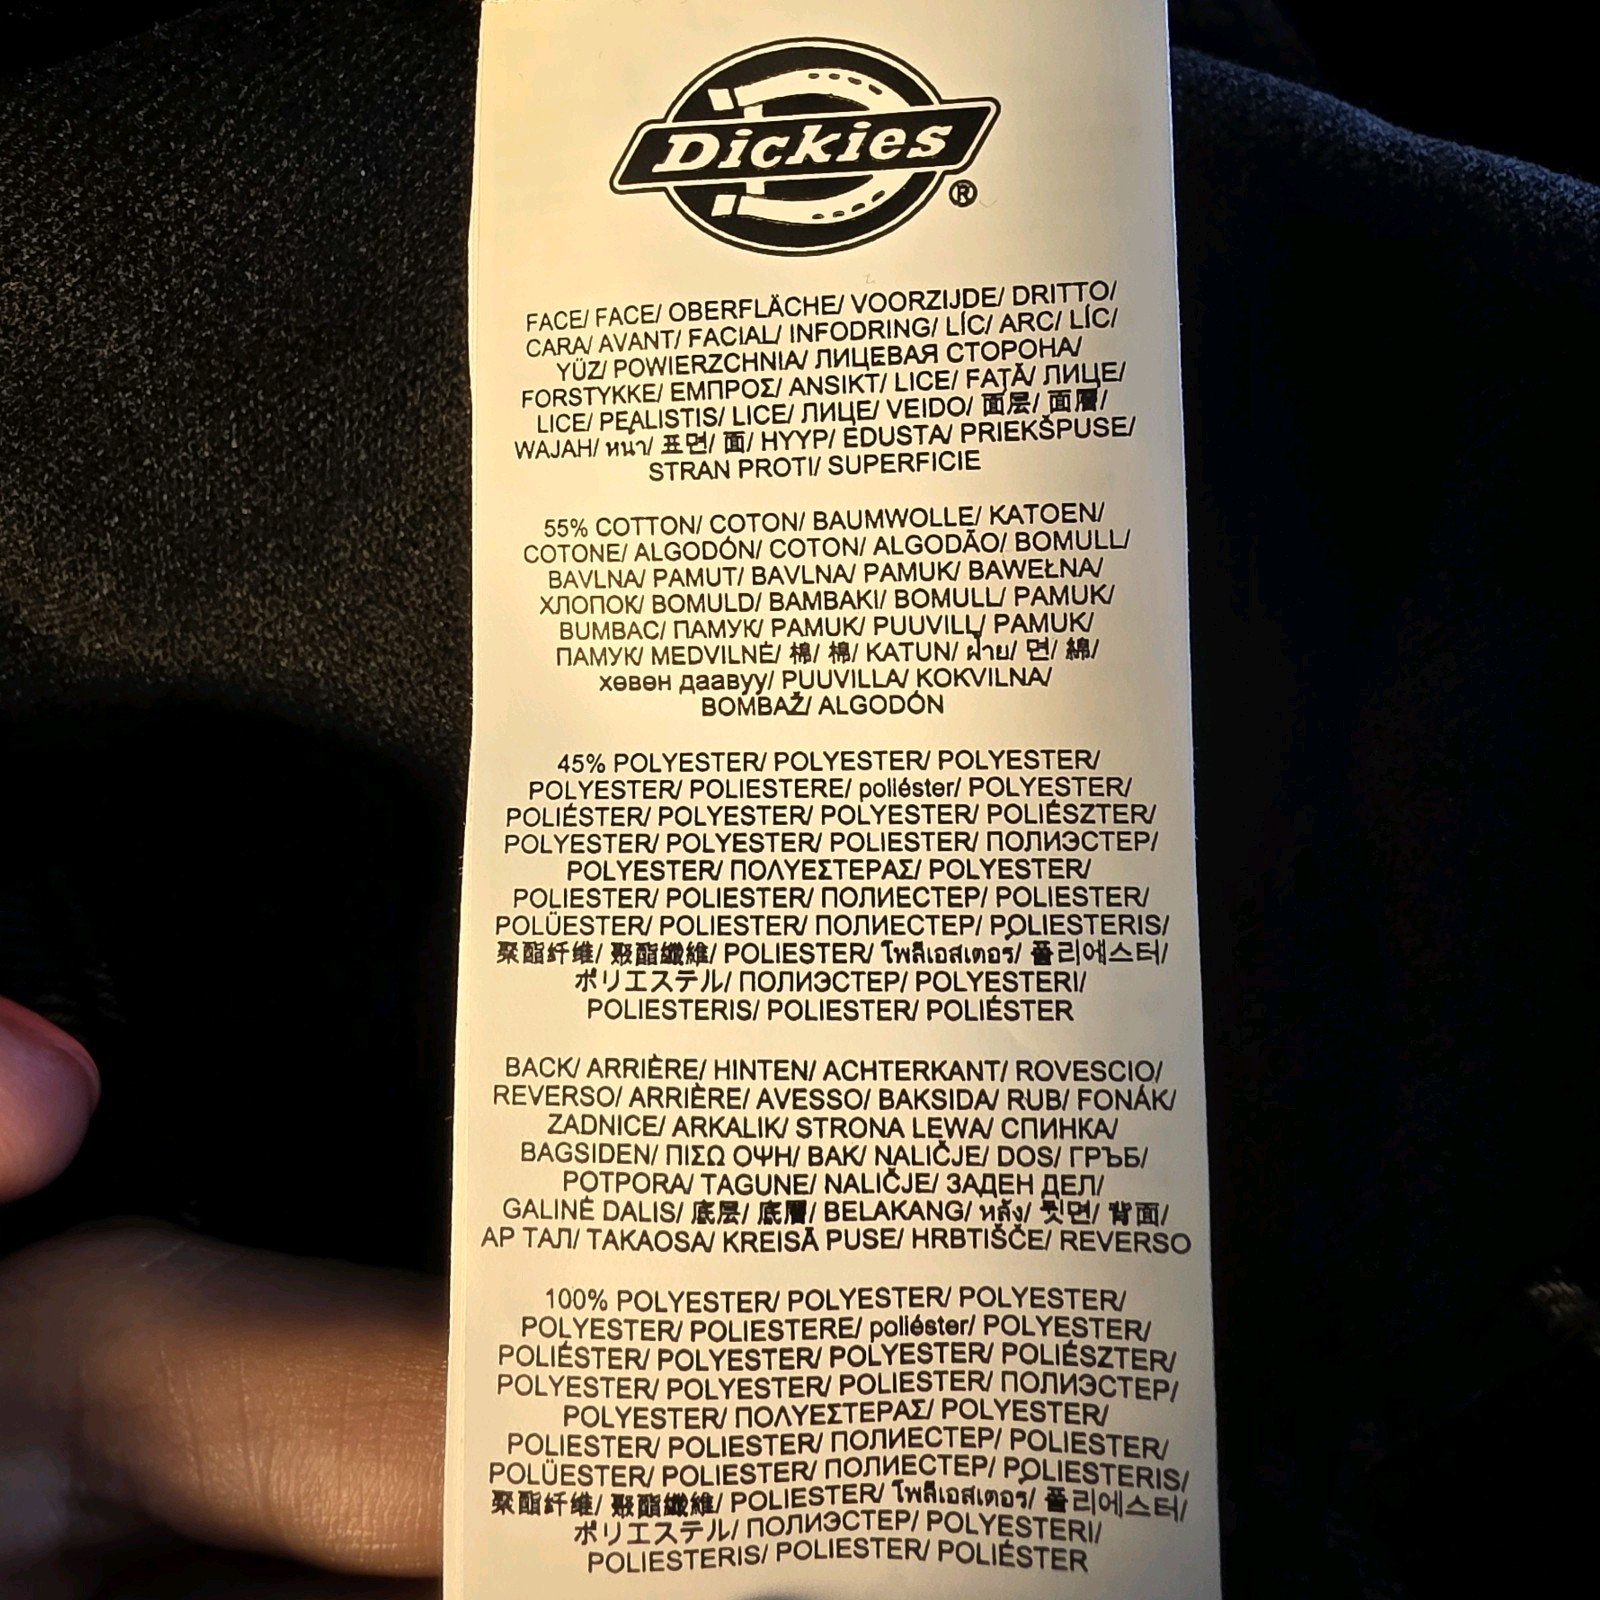 Dickies®
FACE/ FACE/ OBERFLÄCHE/ VOORZIJDE/ DRITTO/
CARA/ AVANT/ FACIAL/ INFODRING/ LÍC/ ARC/ LÍC/
YÜZ/ POWIERZCHNIA/ ЛИЦЕВАЯ СТОРОНА/
FORSTYKKE/ ΕΜΠΡΟΣ/ ANSIKT/ LICE/ FAȚĂ/ ЛИЦЕ/
LICE/ PEALISTIS/ LICE/ ЛИЦЕ/ VEIDO/ 面层/ 面層/
WAJAH/ หน้า/ 표면/ 面/ НҮҮР/ EDUSTA/ PRIEKŠPUSE/
STRAN PROTI/ SUPERFICIE
55% COTTON/ COTON/ BAUMWOLLE/ KATOEN/
COTONE/ ALGODÓN/ COTON/ ALGODÃO/ BOMULL/
BAVLNA/ PAMUT/ BAVLNA/ PAMUK/ BAWEŁNA/
ХЛОПОК/ BOMULD/ BAMBAKI/ BOMULL/ PAMUK/
BUMBAC/ ПАМУК/ PAMUK/ PUUVILL/ PAMUK/
ПАМУК/ MEDVILNĖ/ 棉/ 棉/ KATUN/ ฝ้าย/ 면/ 綿/
хөвөн даавуу/ PUUVILLA/ KOKVILNA/
BOMBAŽ/ ALGODÓN
45% POLYESTER/ POLYESTER/ POLYESTER/
POLYESTER/ POLIESTERE/ poliéster/ POLYESTER/
POLIÉSTER/ POLYESTER/ POLYESTER/ POLIÉSZTER/
POLYESTER/ POLYESTER/ POLIESTER/ ПОЛИЭСТЕР/
POLYESTER/ ΠΟΛΥΕΣΤΕΡΑΣ/ POLYESTER/
POLIESTER/ POLIESTER/ ПОЛИЕСТЕР/ POLIESTER/
POLÜESTER/ POLIESTER/ ПОЛИЕСТЕР/ POLIESTERIS/
聚酯纤维/ 聚酯纖維/ POLIESTER/ โพลีเอสเตอร์/ 폴리에스터/
ポリエステル/ ПОЛИЭСТЕР/ POLYESTERI/
POLIESTERIS/ POLIESTER/ POLIÉSTER
BACK/ ARRIÈRE/ HINTEN/ ACHTERKANT/ ROVESCIO/
REVERSO/ ARRIÈRE/ AVESSO/ BAKSIDA/ RUB/ FONÁK/
ZADNICE/ ARKALIK/ STRONA LEWA/ СПИНКА/
BAGSIDEN/ ΠΙΣΩ ΟΨΗ/ BAK/ NALIČJE/ DOS/ ГРЪБ/
POTPORA/ TAGUNE/ NALIČJE/ ЗАДЕН ДЕЛ/
GALINĖ DALIS/ 底层/ 底層/ BELAKANG/ หลัง/ 뒷면/ 背面/
АР ТАЛ/ TAKAOSA/ KREISĀ PUSE/ HRBTIŠČE/ REVERSO
100% POLYESTER/ POLYESTER/ POLYESTER/
POLYESTER/ POLIESTERE/ poliéster/ POLYESTER/
POLIÉSTER/ POLYESTER/ POLYESTER/ POLIÉSZTER/
POLYESTER/ POLYESTER/ POLIESTER/ ПОЛИЭСТЕР/
POLYESTER/ ΠΟΛΥΕΣΤΕΡΑΣ/ POLYESTER/
POLIESTER/ POLIESTER/ ПОЛИЕСТЕР/ POLIESTER/
POLÜESTER/ POLIESTER/ ПОЛИЕСТЕР/ POLIESTERIS/
聚酯纤维/ 聚酯纖維/ POLIESTER/ โพลีเอสเตอร์/ 폴리에스터/
ポリエステル/ ПОЛИЭСТЕР/ POLYESTERI/
POLIESTERIS/ POLIESTER/ POLIÉSTER